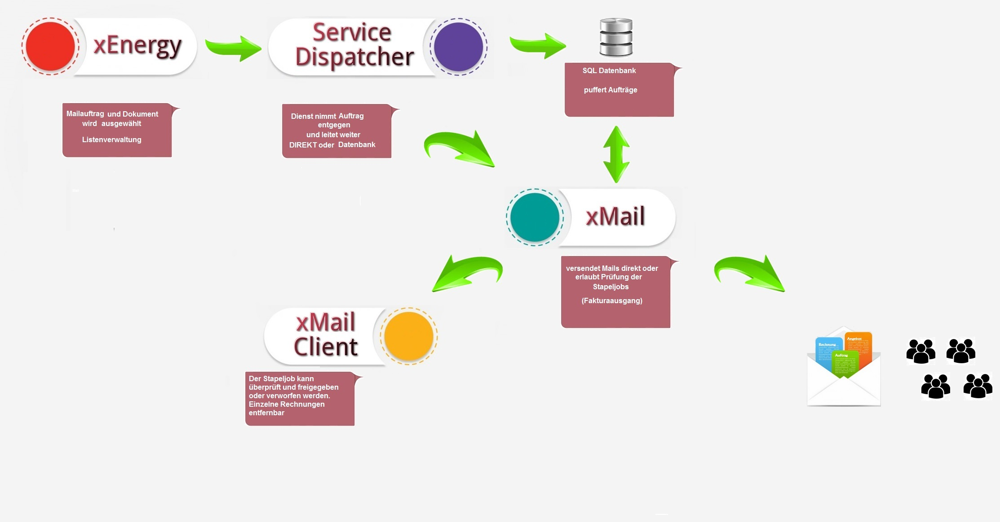 xEnergy
Service
Dispatcher
SQL Datenbank
puffert Aufträge
Mailauftrag und Dokument
wird ausgewählt
Listenverwaltung
Dienst nimmt Auftrag
entgegen
und leitet weiter
DIREKT oder Datenbank
xMail
versendet Mails direkt oder
erlaubt Prüfung der
Stapeljobs
(Fakturaausgang)
xMail
Client
Der Stapeljob kann
überprüft und freigegeben
oder verworfen werden.
Einzelne Rechnungen
entfernbar
Angebot
Rechnung
Auftrag